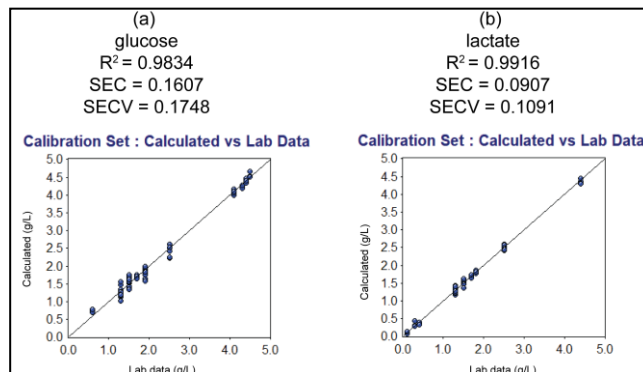 (a)
glucose
R² = 0.9834
SEC = 0.1607
SECV = 0.1748
Calibration Set : Calculated vs Lab Data
Calculated (g/L)
5.0
4.5
4.0
3.5
3.0
2.5
2.0
1.5
1.0
0.5
0.0
0.0 1.0 2.0 3.0 4.0 5.0
Lab data (g/L)
(b)
lactate
R² = 0.9916
SEC = 0.0907
SECV = 0.1091
Calibration Set : Calculated vs Lab Data
Calculated (g/L)
5.0
4.5
4.0
3.5
3.0
2.5
2.0
1.5
1.0
0.5
0.0
0.0 1.0 2.0 3.0 4.0 5.0
Lab data (g/L)